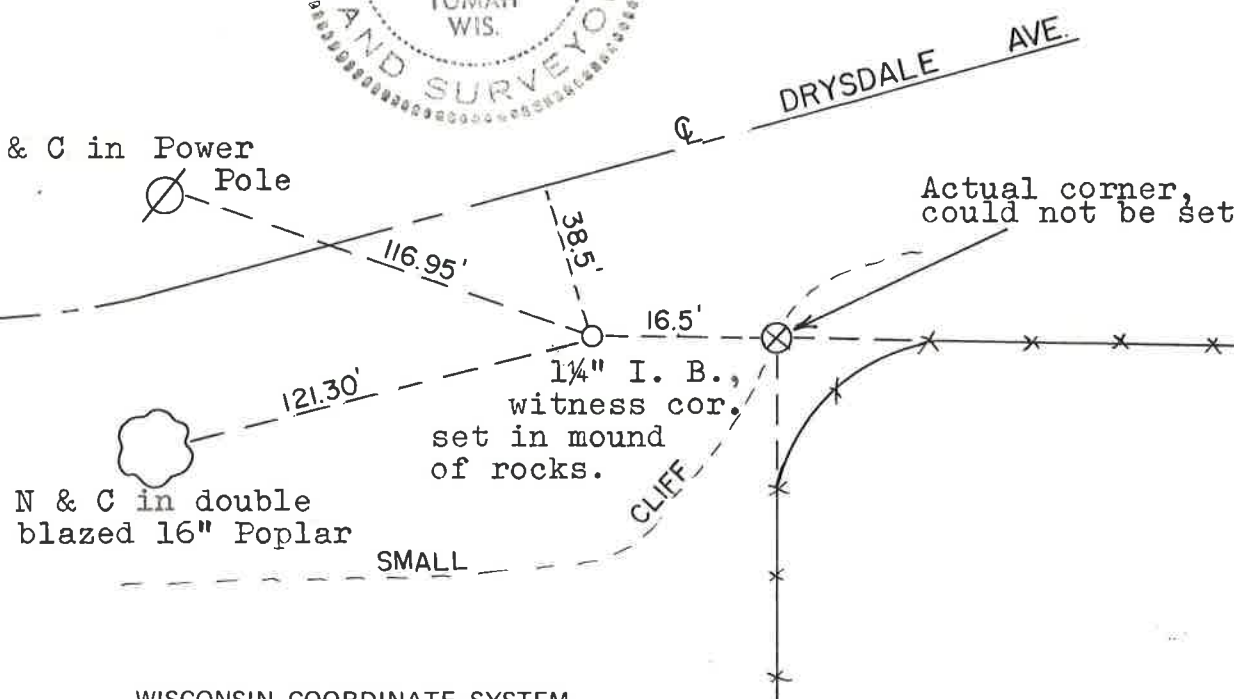 TOMAH
WIS.
AND SURVEYO
DRYSDALE AVE.
℄
& C in Power
Pole
Actual corner,
could not be set
38.5'
116.95'
16.5'
1¼" I. B.,
witness cor.
set in mound
of rocks.
121.30'
N & C in double
blazed 16" Poplar
SMALL CLIFF
WISCONSIN COORDINATE SYSTEM